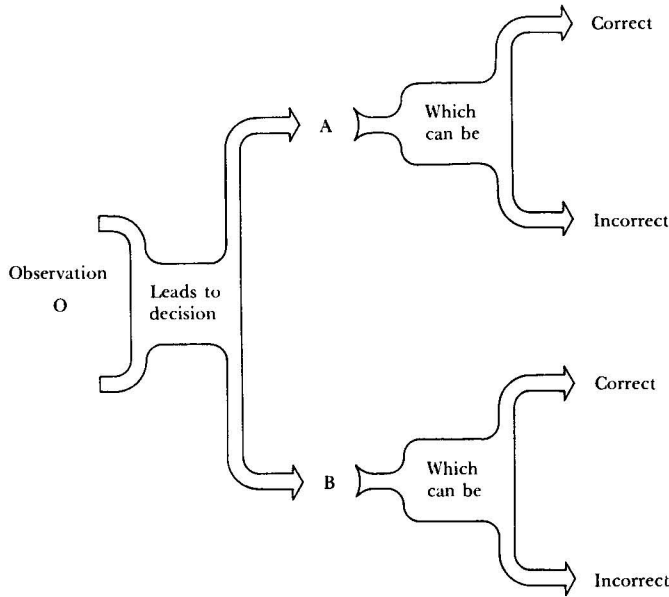 Correct
A
Which
can be
Incorrect
Observation
O
Leads to
decision
Correct
B
Which
can be
Incorrect